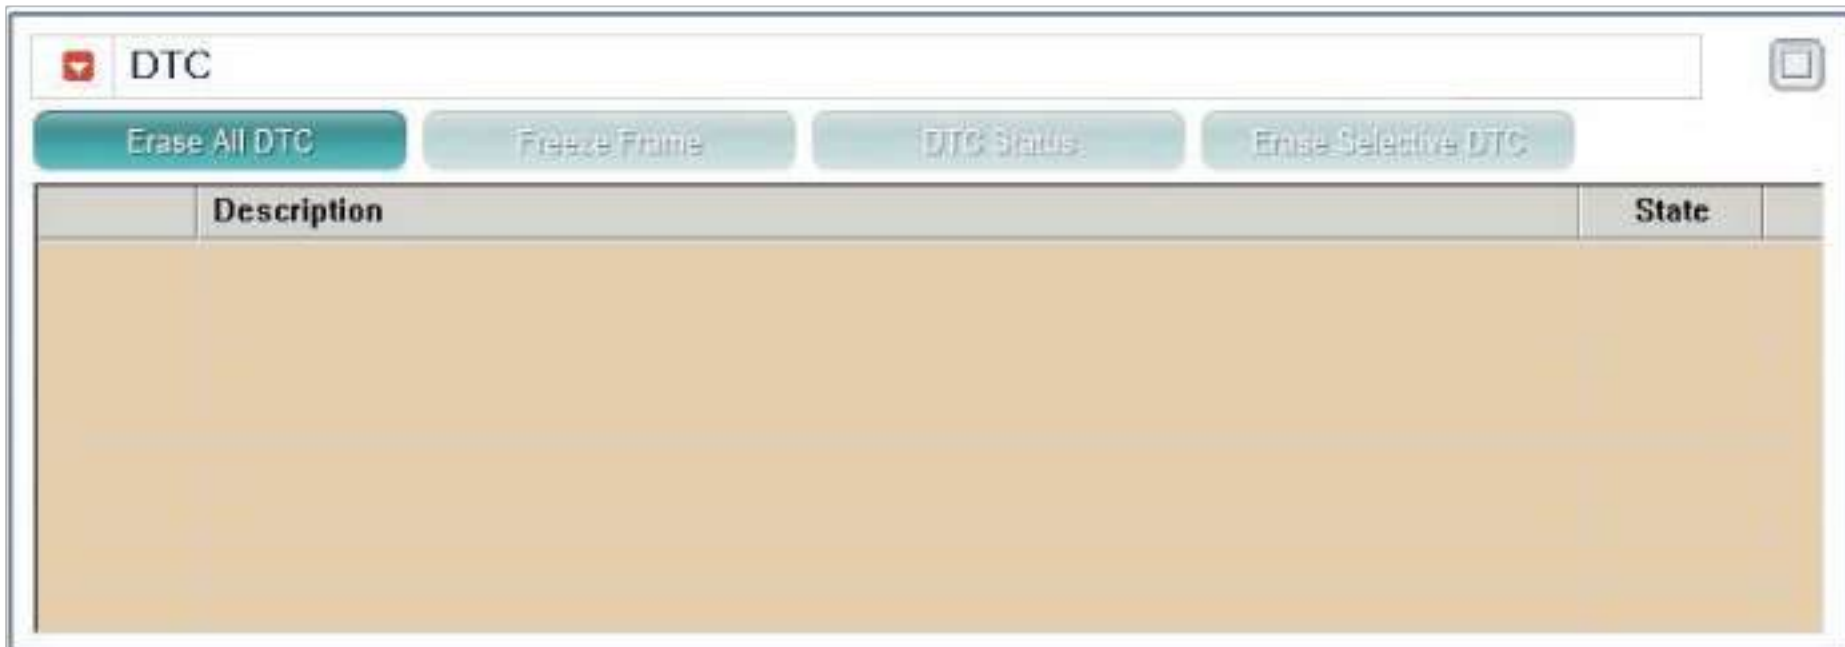 DTC
Erase All DTC Freeze Frame DTC Status Erase Selective DTC
Description State